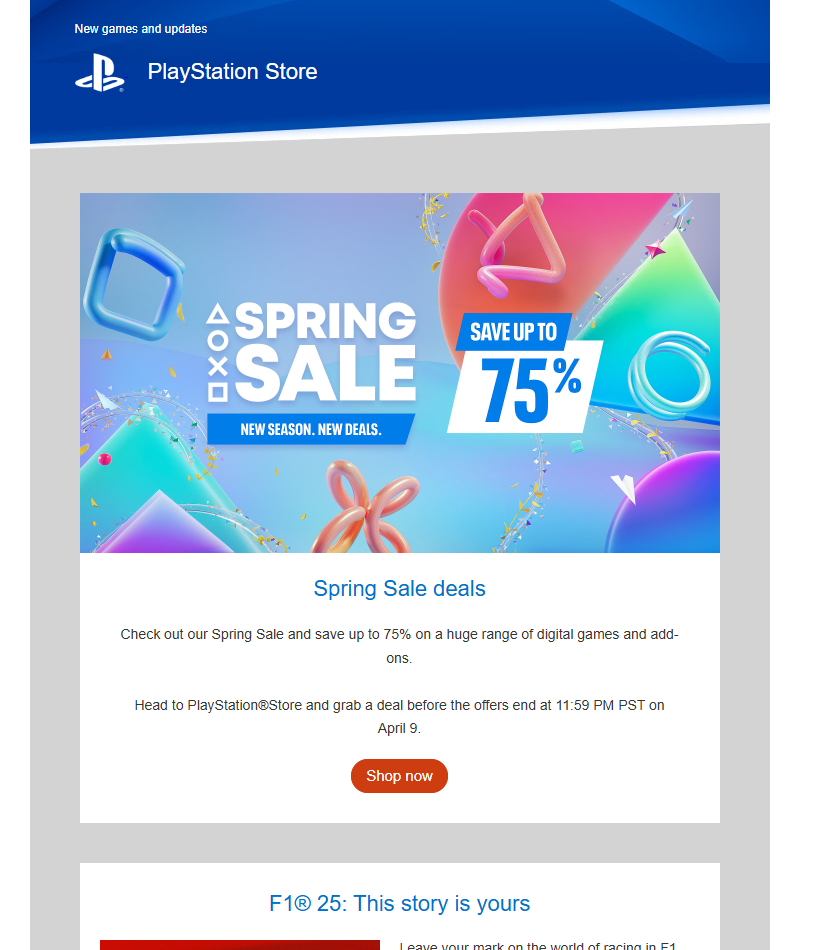 New games and updates
PlayStation Store
SPRING
SALE
NEW SEASON. NEW DEALS.
SAVE UP TO
75%
Spring Sale deals
Check out our Spring Sale and save up to 75% on a huge range of digital games and add-
ons.
Head to PlayStation®Store and grab a deal before the offers end at 11:59 PM PST on
April 9.
Shop now
F1® 25: This story is yours
Leave your mark on the world of racing in F1